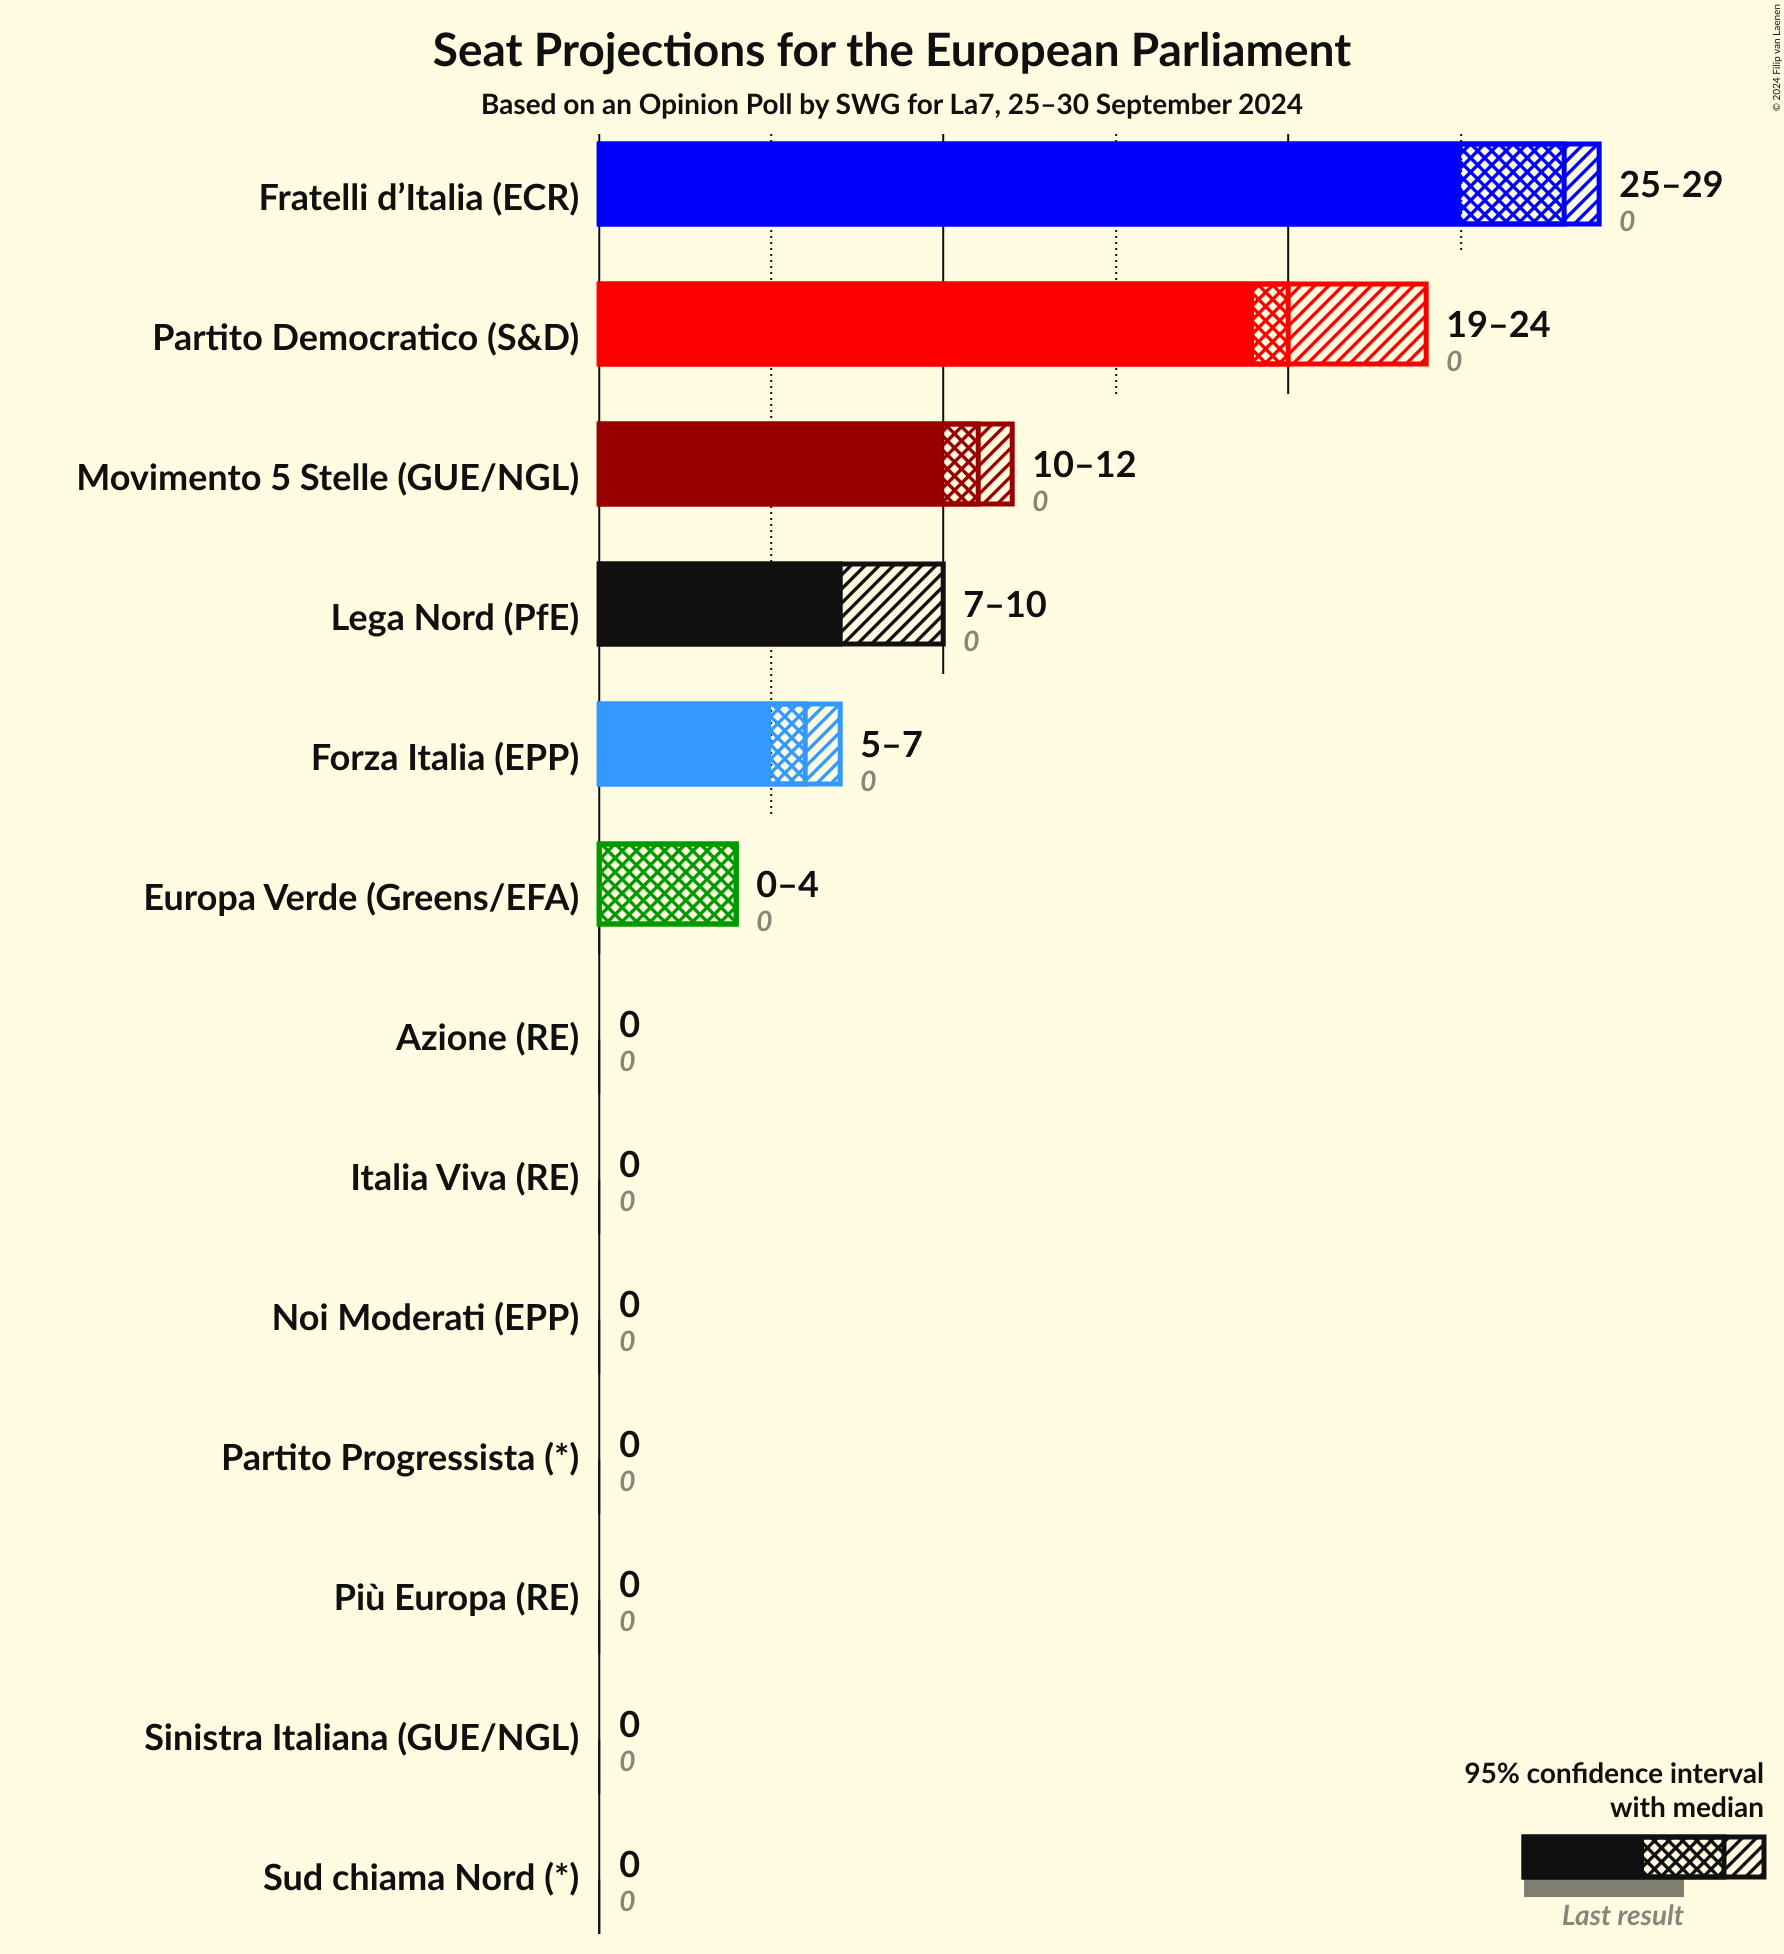 Seat Projections for the European Parliament
Based on an Opinion Poll by SWG for La7, 25–30 September 2024
© 2024 Filip van Laenen
Fratelli d’Italia (ECR)
25–29
0
Partito Democratico (S&D)
19–24
0
Movimento 5 Stelle (GUE/NGL)
10–12
0
Lega Nord (PfE)
7–10
0
Forza Italia (EPP)
5–7
0
Europa Verde (Greens/EFA)
0–4
0
Azione (RE)
0
0
Italia Viva (RE)
0
0
Noi Moderati (EPP)
0
0
Partito Progressista (*)
0
0
Più Europa (RE)
0
0
Sinistra Italiana (GUE/NGL)
0
0
Sud chiama Nord (*)
0
0
95% confidence interval
with median
Last result